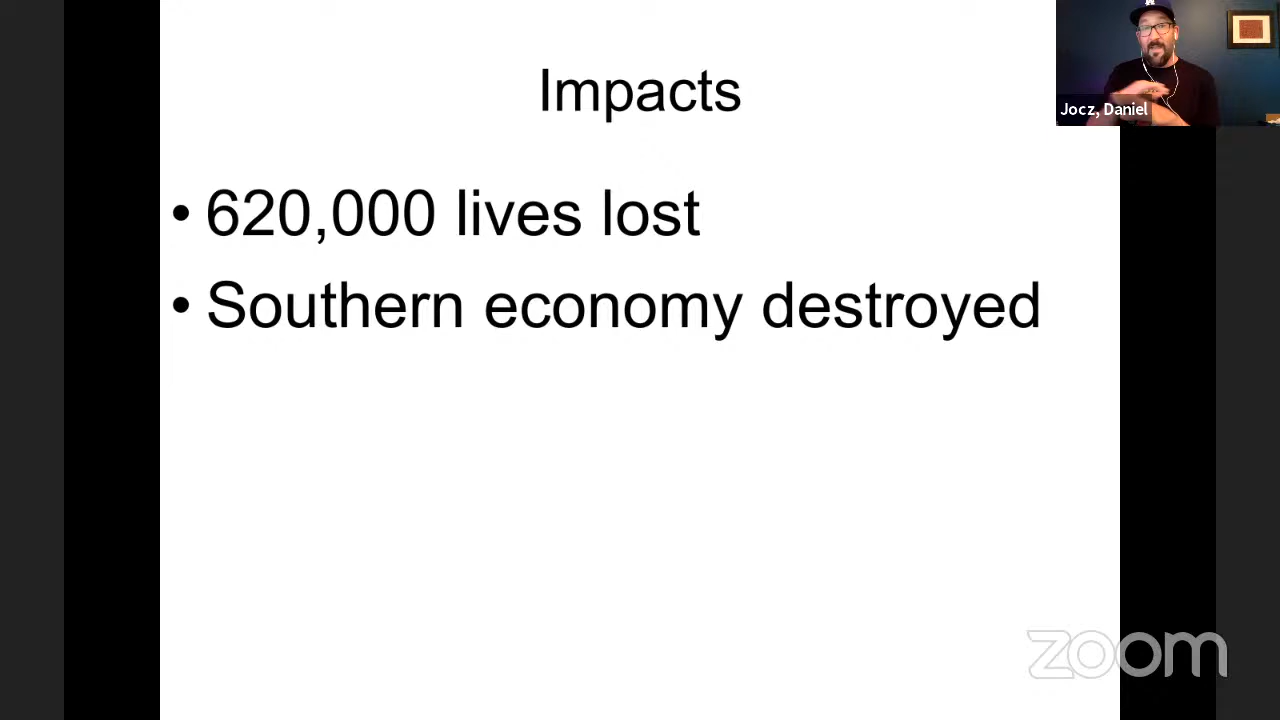 Impacts
Jocz, Daniel
• 620,000 lives lost
• Southern economy destroyed
zoom